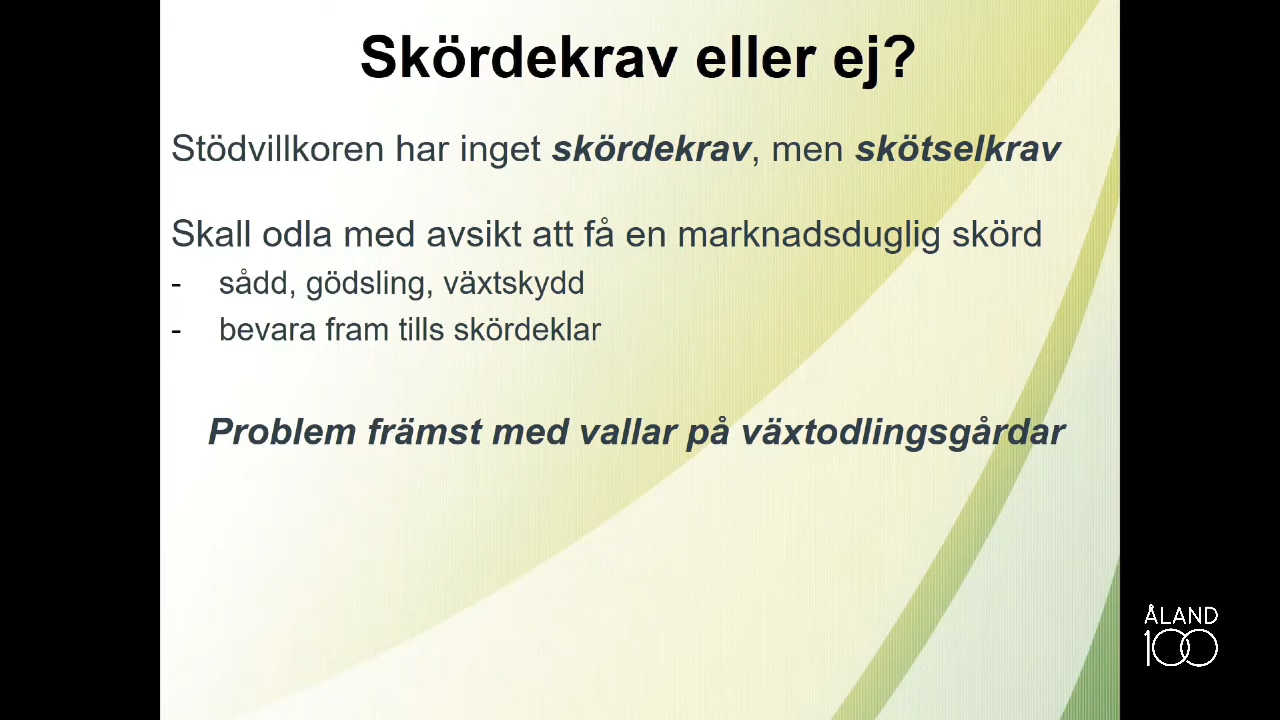 Skördekrav eller ej?
Stödvillkoren har inget skördekrav, men skötselkrav
Skall odla med avsikt att få en marknadsduglig skörd
- sådd, gödsling, växtskydd
- bevara fram tills skördeklar
Problem främst med vallar på växtodlingsgårdar
ÅLAND
100